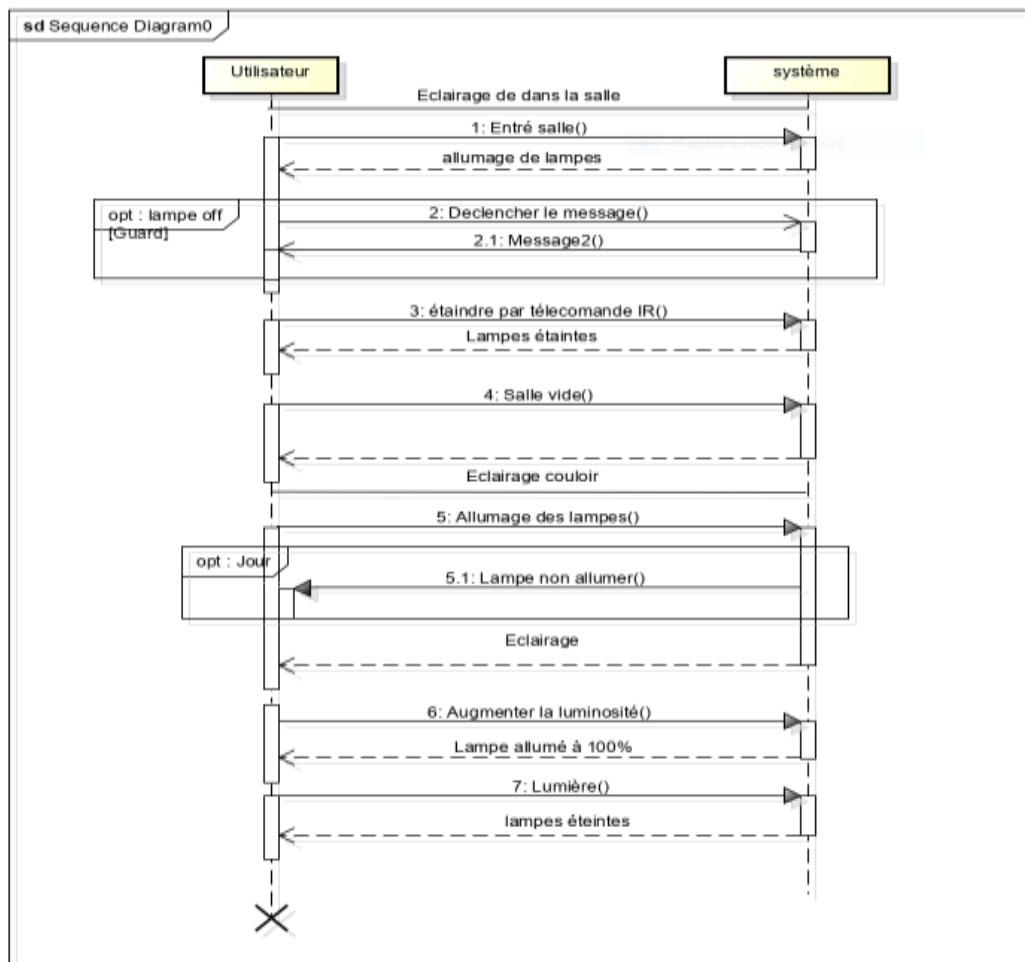 sd Sequence Diagram0
Utilisateur
système
Eclairage de dans la salle
1: Entré salle()
allumage de lampes
opt : lampe off
[Guard]
2: Declencher le message()
2.1: Message2()
3: étaindre par télecomande IR()
Lampes étaintes
4: Salle vide()
Eclairage couloir
5: Allumage des lampes()
opt : Jour
5.1: Lampe non allumer()
Eclairage
6: Augmenter la luminosité()
Lampe allumé à 100%
7: Lumière()
lampes éteintes